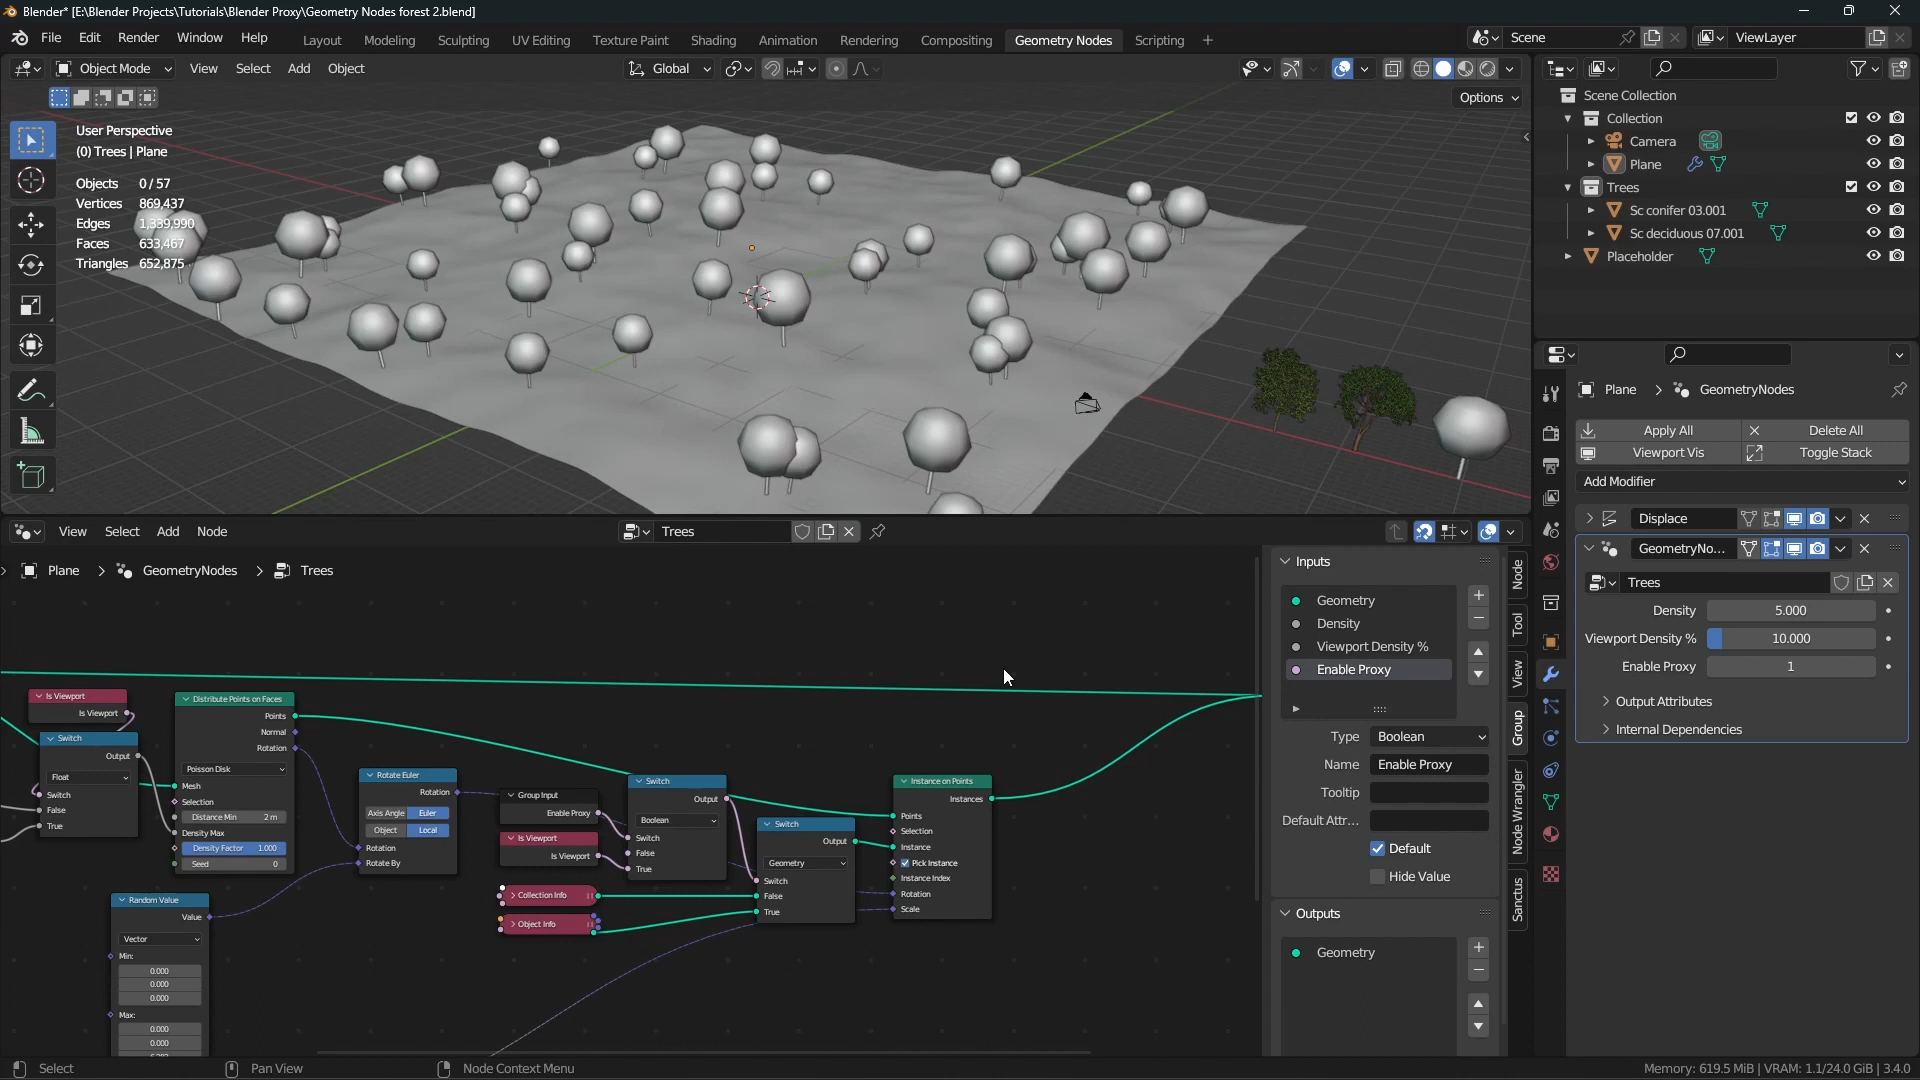 Blender* [E:\Blender Projects\Tutorials\Blender Proxy\Geometry Nodes forest 2.blend]
File Edit Render Window Help Layout Modeling Sculpting UV Editing Texture Paint Shading Animation Rendering Compositing Geometry Nodes Scripting + Scene ViewLayer
Object Mode View Select Add Object Global
Options
User Perspective
(0) Trees | Plane
Objects 0/57
Vertices 869,437
Edges 1,339,990
Faces 633,467
Triangles 652,875
Scene Collection
Collection
Camera
Plane
Trees
Sc conifer 03.001
Sc deciduous 07.001
Placeholder
Plane > GeometryNodes
Apply All Delete All
Viewport Vis Toggle Stack
Add Modifier
Displace
GeometryNo...
Trees
Density 5.000
Viewport Density % 10.000
Enable Proxy 1
Output Attributes
Internal Dependencies
View Select Add Node Trees
Plane > GeometryNodes > Trees
Is Viewport
Is Viewport
Switch
Output
Float
Switch
False
True
Distribute Points on Faces
Points
Normal
Rotation
Poisson Disk
Mesh
Selection
Distance Min 2 m
Density Max
Density Factor 1.000
Seed 0
Random Value
Value
Vector
Min:
0.000
0.000
0.000
Max:
0.000
0.000
Rotate Euler
Rotation
Axis Angle Euler
Object Local
Rotation
Rotate By
Group Input
Enable Proxy
Is Viewport
Is Viewport
Collection Info
Object Info
Switch
Output
Boolean
Switch
False
True
Switch
Output
Geometry
Switch
False
True
Instance on Points
Instances
Points
Selection
Instance
Pick Instance
Instance Index
Rotation
Scale
Inputs
Geometry
Density
Viewport Density %
Enable Proxy
Type Boolean
Name Enable Proxy
Tooltip
Default Attr...
Default
Hide Value
Outputs
Geometry
Node
Tool
View
Group
Node Wrangler
Sanctus
Select Pan View Node Context Menu Memory: 619.5 MiB | VRAM: 1.1/24.0 GiB | 3.4.0